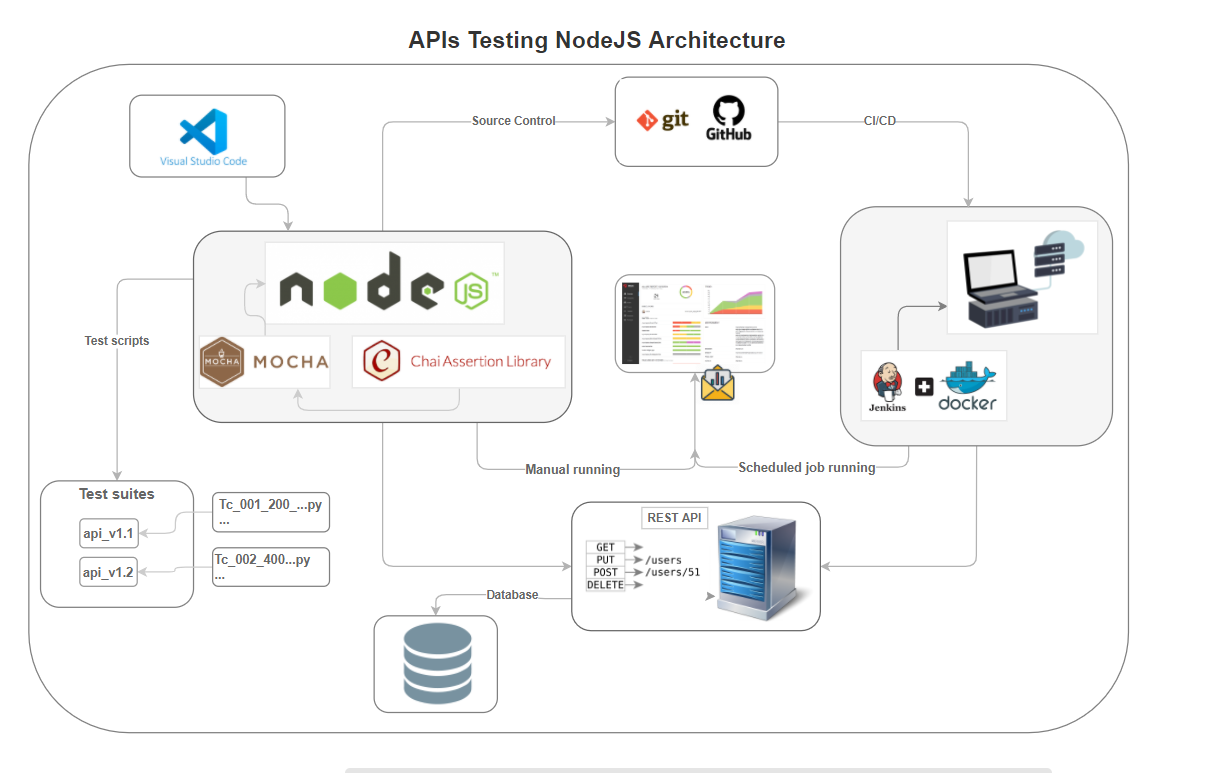 APIs Testing NodeJS Architecture
Visual Studio Code
Source Control
git
GitHub
CI/CD
node
JS
TM
MOCHA
MOCHA
Chai Assertion Library
Test scripts
Jenkins
docker
Manual running
Scheduled job running
Test suites
api_v1.1
api_v1.2
Tc_001_200_...py
...
Tc_002_400...py
...
REST API
GET
PUT
POST
DELETE
/users
/users/51
Database